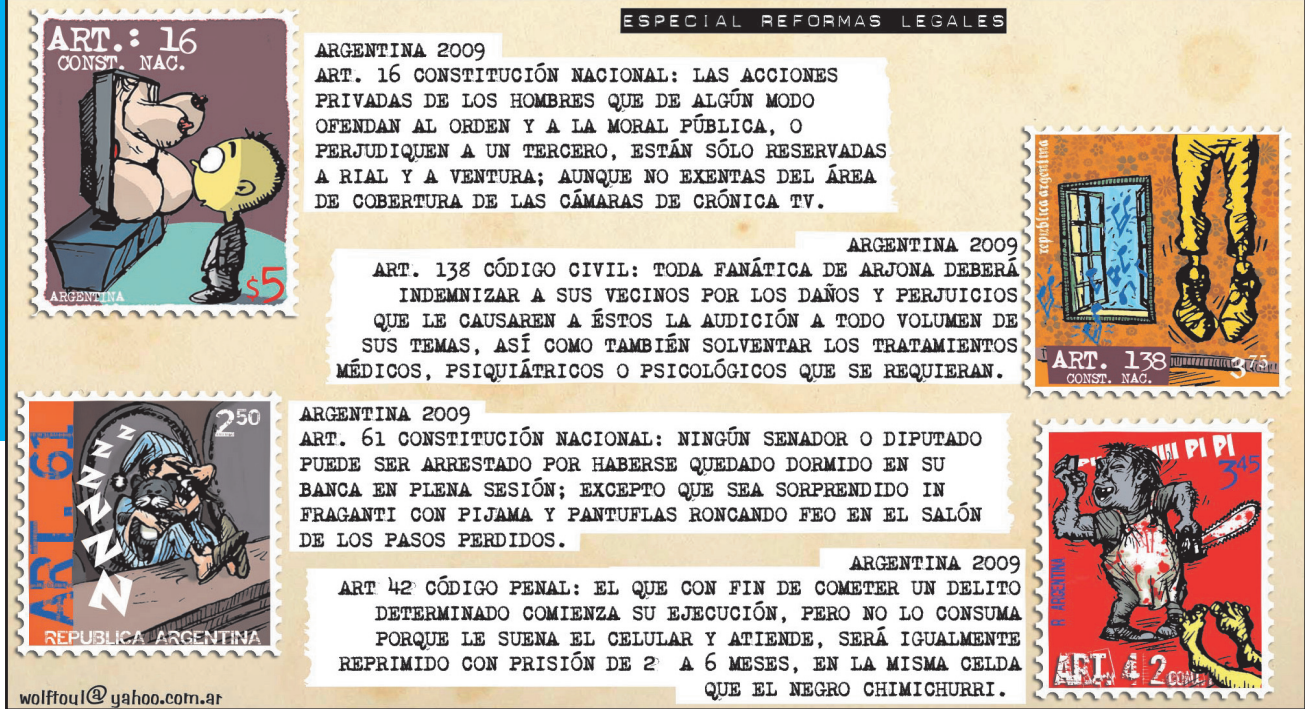 ESPECIAL REFORMAS LEGALES
ART.: 16
CONST. NAC.
$5
ARGENTINA
ARGENTINA 2009
ART. 16 CONSTITUCIÓN NACIONAL: LAS ACCIONES
PRIVADAS DE LOS HOMBRES QUE DE ALGÚN MODO
OFENDAN AL ORDEN Y A LA MORAL PÚBLICA, O
PERJUDIQUEN A UN TERCERO, ESTÁN SÓLO RESERVADAS
A RIAL Y A VENTURA; AUNQUE NO EXENTAS DEL ÁREA
DE COBERTURA DE LAS CÁMARAS DE CRÓNICA TV.
republica argentina
ART. 138
CONST. NAC.
3.75
ARGENTINA 2009
ART. 138 CÓDIGO CIVIL: TODA FANÁTICA DE ARJONA DEBERÁ
INDEMNIZAR A SUS VECINOS POR LOS DAÑOS Y PERJUICIOS
QUE LE CAUSAREN A ÉSTOS LA AUDICIÓN A TODO VOLUMEN DE
SUS TEMAS, ASÍ COMO TAMBIÉN SOLVENTAR LOS TRATAMIENTOS
MÉDICOS, PSIQUIÁTRICOS O PSICOLÓGICOS QUE SE REQUIERAN.
ART. 61
250
Z Z Z Z Z Z Z
REPUBLICA ARGENTINA
ARGENTINA 2009
ART. 61 CONSTITUCIÓN NACIONAL: NINGÚN SENADOR O DIPUTADO
PUEDE SER ARRESTADO POR HABERSE QUEDADO DORMIDO EN SU
BANCA EN PLENA SESIÓN; EXCEPTO QUE SEA SORPRENDIDO IN
FRAGANTI CON PIJAMA Y PANTUFLAS RONCANDO FEO EN EL SALÓN
DE LOS PASOS PERDIDOS.
PI PI
345
R. ARGENTINA
ART. 42
ARGENTINA 2009
ART 42 CÓDIGO PENAL: EL QUE CON FIN DE COMETER UN DELITO
DETERMINADO COMIENZA SU EJECUCIÓN, PERO NO LO CONSUMA
PORQUE LE SUENA EL CELULAR Y ATIENDE, SERÁ IGUALMENTE
REPRIMIDO CON PRISIÓN DE 2 A 6 MESES, EN LA MISMA CELDA
QUE EL NEGRO CHIMICHURRI.
wolffoul@yahoo.com.ar